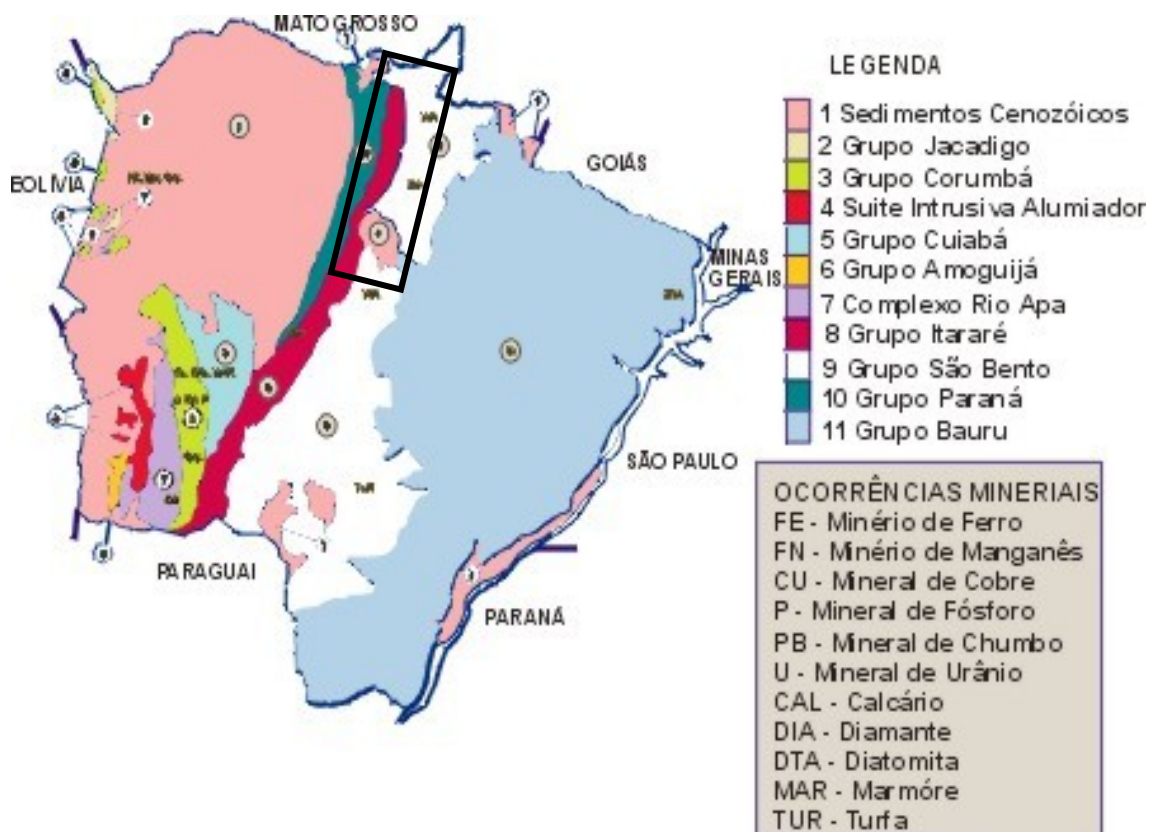 MATO GROSSO
GOIÁS
EOLÍVIA
MINAS
GERAIS
SÃO PAULO
PARAGUAI
PARANÁ
LEGENDA
1 Sedimentos Cenozóicos
2 Grupo Jacadigo
3 Grupo Corumbá
4 Suite Intrusiva Alumiador
5 Grupo Cuiabá
6 Grupo Amoguijá
7 Complexo Rio Apa
8 Grupo Itararé
9 Grupo São Bento
10 Grupo Paraná
11 Grupo Bauru
OCORRÊNCIAS MINERIAIS
FE - Minério de Ferro
FN - Minério de Manganês
CU - Mineral de Cobre
P - Mineral de Fósforo
PB - Mineral de Chumbo
U - Mineral de Urânio
CAL - Calcário
DIA - Diamante
DTA - Diatomita
MAR - Marmóre
TUR - Turfa